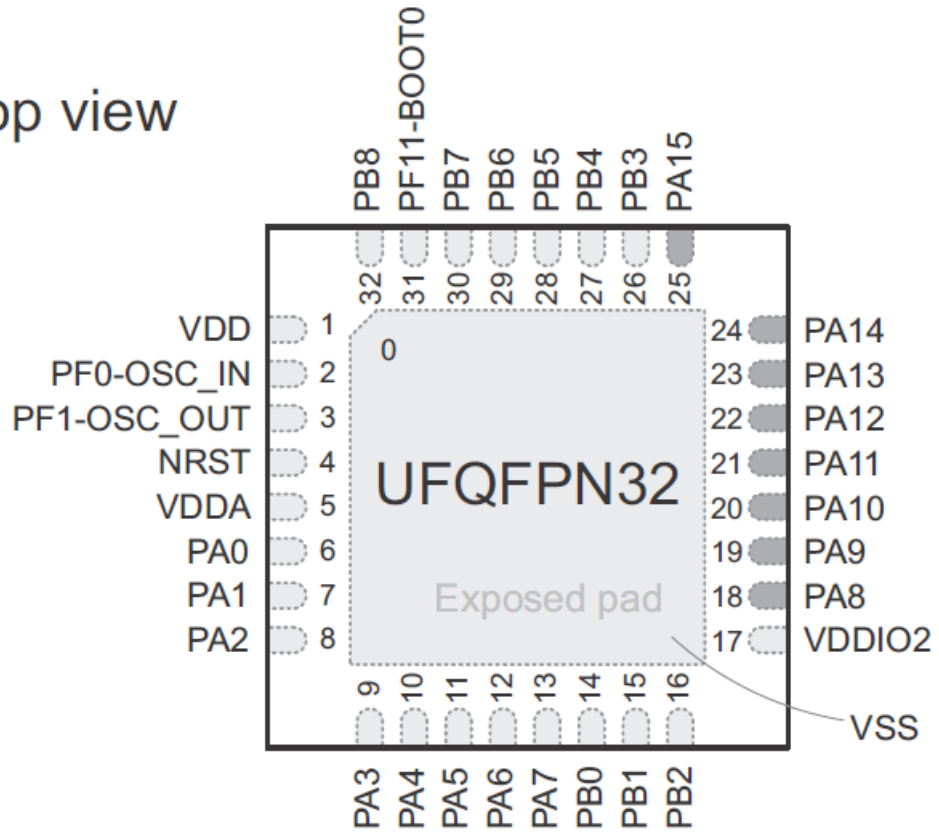 view
PB8
PF11-BOOT0
PB7
PB6
PB5
PB4
PB3
PA15
32
31
30
29
28
27
26
25
VDD 1
PF0-OSC_IN 2
PF1-OSC_OUT 3
NRST 4
VDDA 5
PA0 6
PA1 7
PA2 8
0
UFQFPN32
Exposed pad
24 PA14
23 PA13
22 PA12
21 PA11
20 PA10
19 PA9
18 PA8
17 VDDIO2
VSS
9
10
11
12
13
14
15
16
PA3
PA4
PA5
PA6
PA7
PB0
PB1
PB2